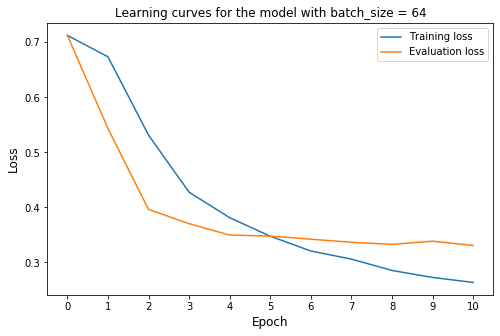 Learning curves for the model with batch_size = 64
Training loss
Evaluation loss
0.7
0.6
0.5
0.4
0.3
Loss
0 1 2 3 4 5 6 7 8 9 10
Epoch